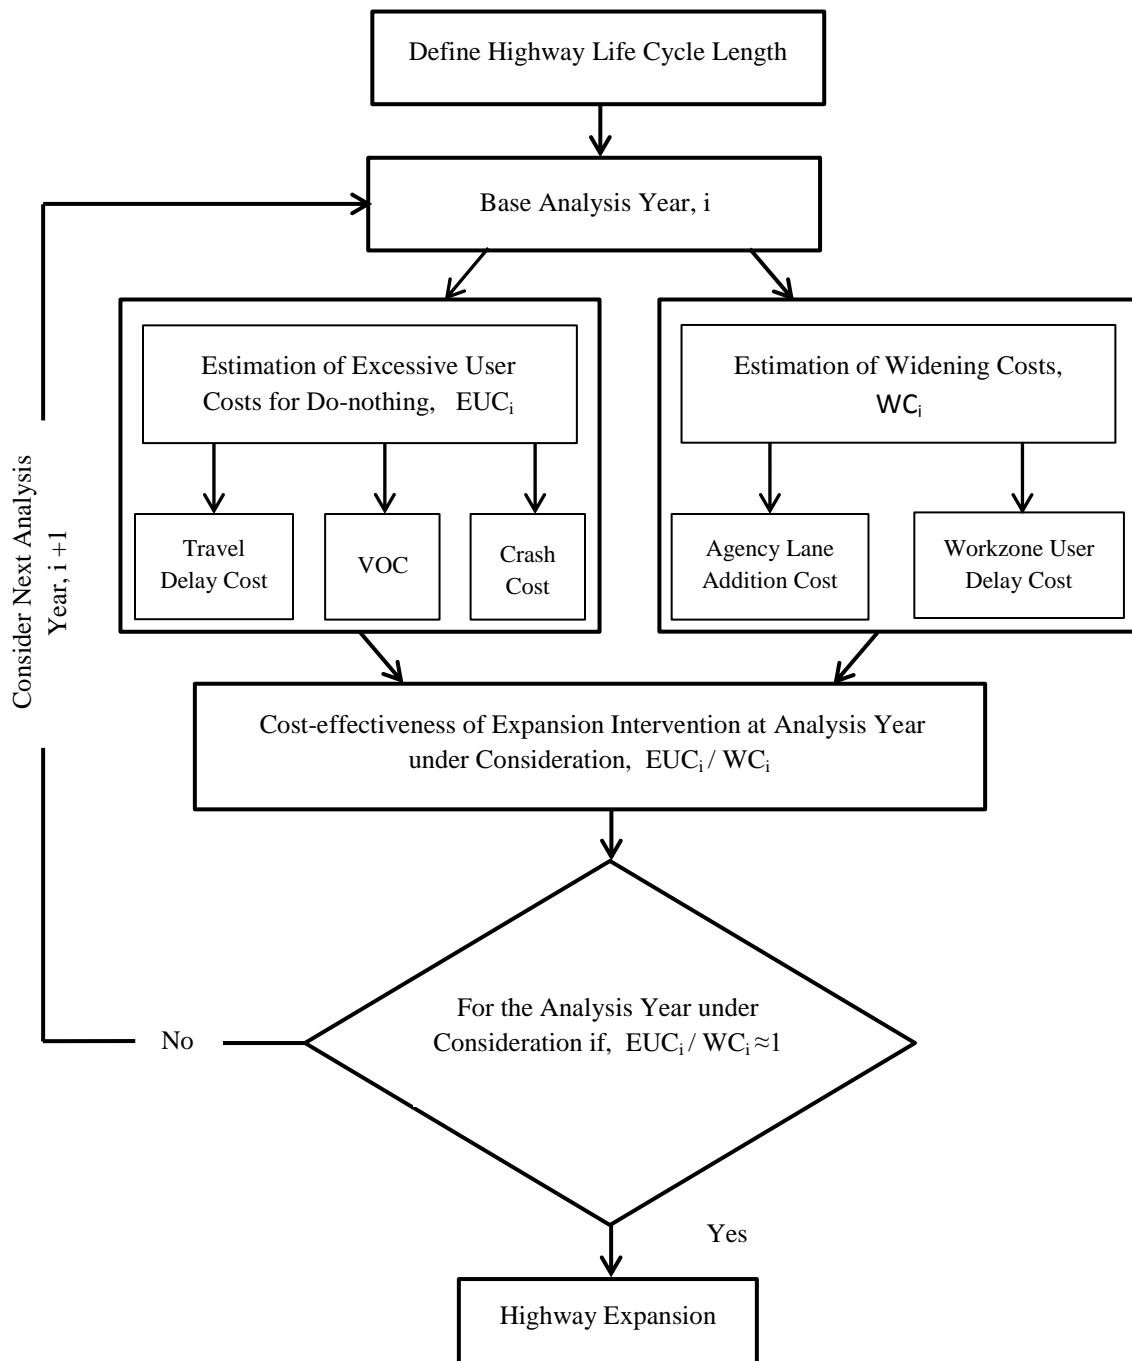 Define Highway Life Cycle Length
Base Analysis Year, i
Estimation of Excessive User
Costs for Do-nothing, EUCi
Travel
Delay Cost
VOC
Crash
Cost
Estimation of Widening Costs,
WCi
Agency Lane
Addition Cost
Workzone User
Delay Cost
Consider Next Analysis
Year, i +1
Cost-effectiveness of Expansion Intervention at Analysis Year
under Consideration, EUCi / WCi
For the Analysis Year under
Consideration if, EUCi / WCi ≈1
No
Yes
Highway Expansion